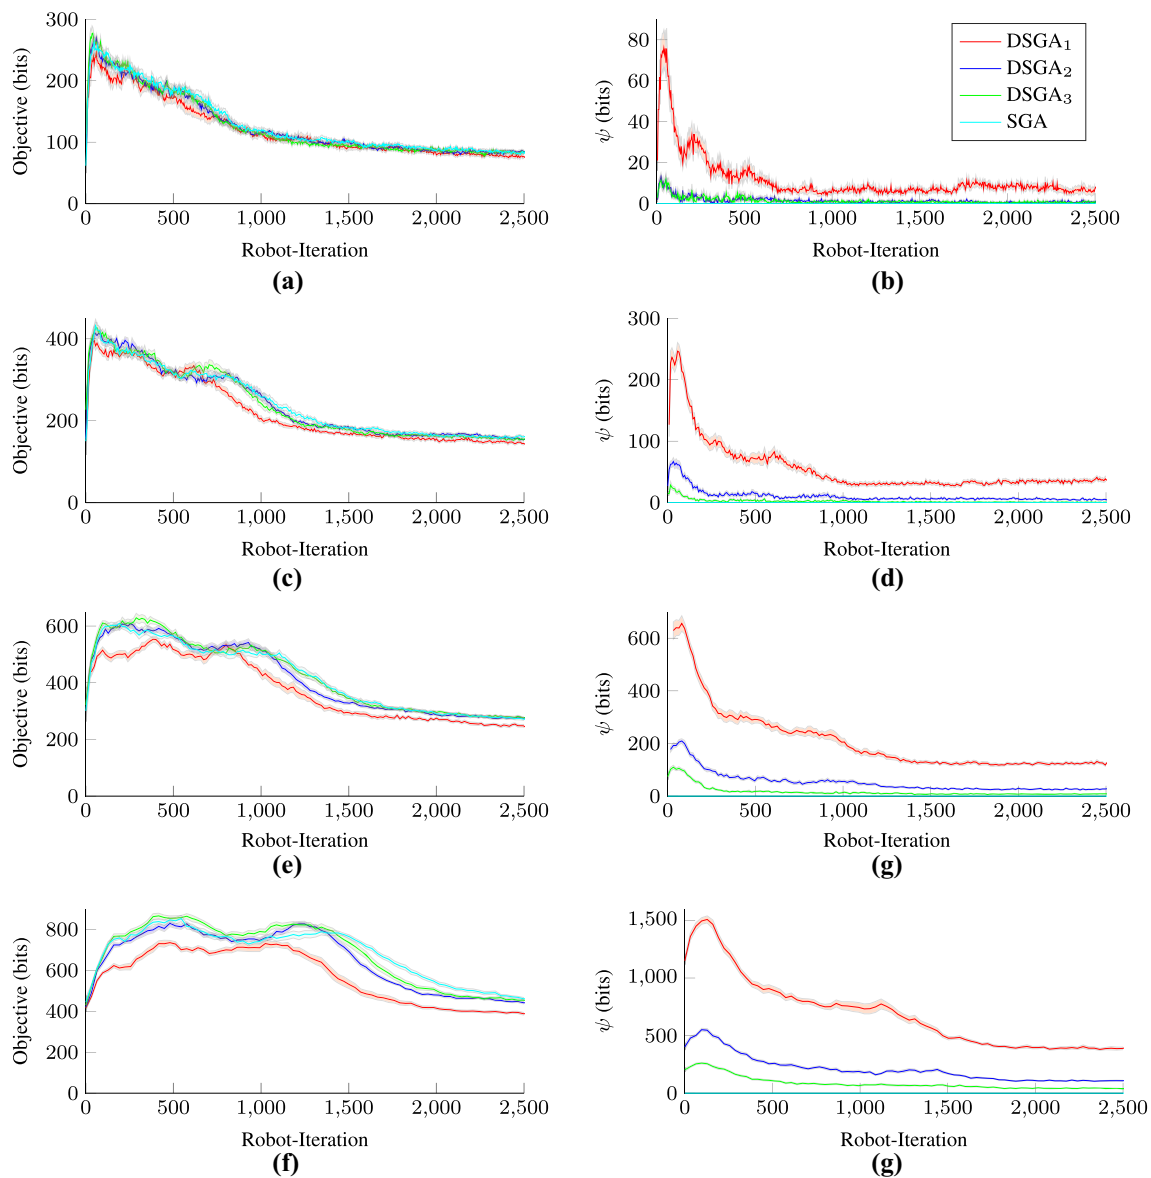 300
200
100
0
0 500 1,000 1,500 2,000 2,500
Objective (bits)
Robot-Iteration
(a)
80
60
40
20
0
0 500 1,000 1,500 2,000 2,500
ψ (bits)
Robot-Iteration
(b)
DSGA₁
DSGA₂
DSGA₃
SGA
400
200
0
0 500 1,000 1,500 2,000 2,500
Objective (bits)
Robot-Iteration
(c)
300
200
100
0
0 500 1,000 1,500 2,000 2,500
ψ (bits)
Robot-Iteration
(d)
600
400
200
0
0 500 1,000 1,500 2,000 2,500
Objective (bits)
Robot-Iteration
(e)
600
400
200
0
0 500 1,000 1,500 2,000 2,500
ψ (bits)
Robot-Iteration
(g)
800
600
400
200
0
0 500 1,000 1,500 2,000 2,500
Objective (bits)
Robot-Iteration
(f)
1,500
1,000
500
0
0 500 1,000 1,500 2,000 2,500
ψ (bits)
Robot-Iteration
(g)